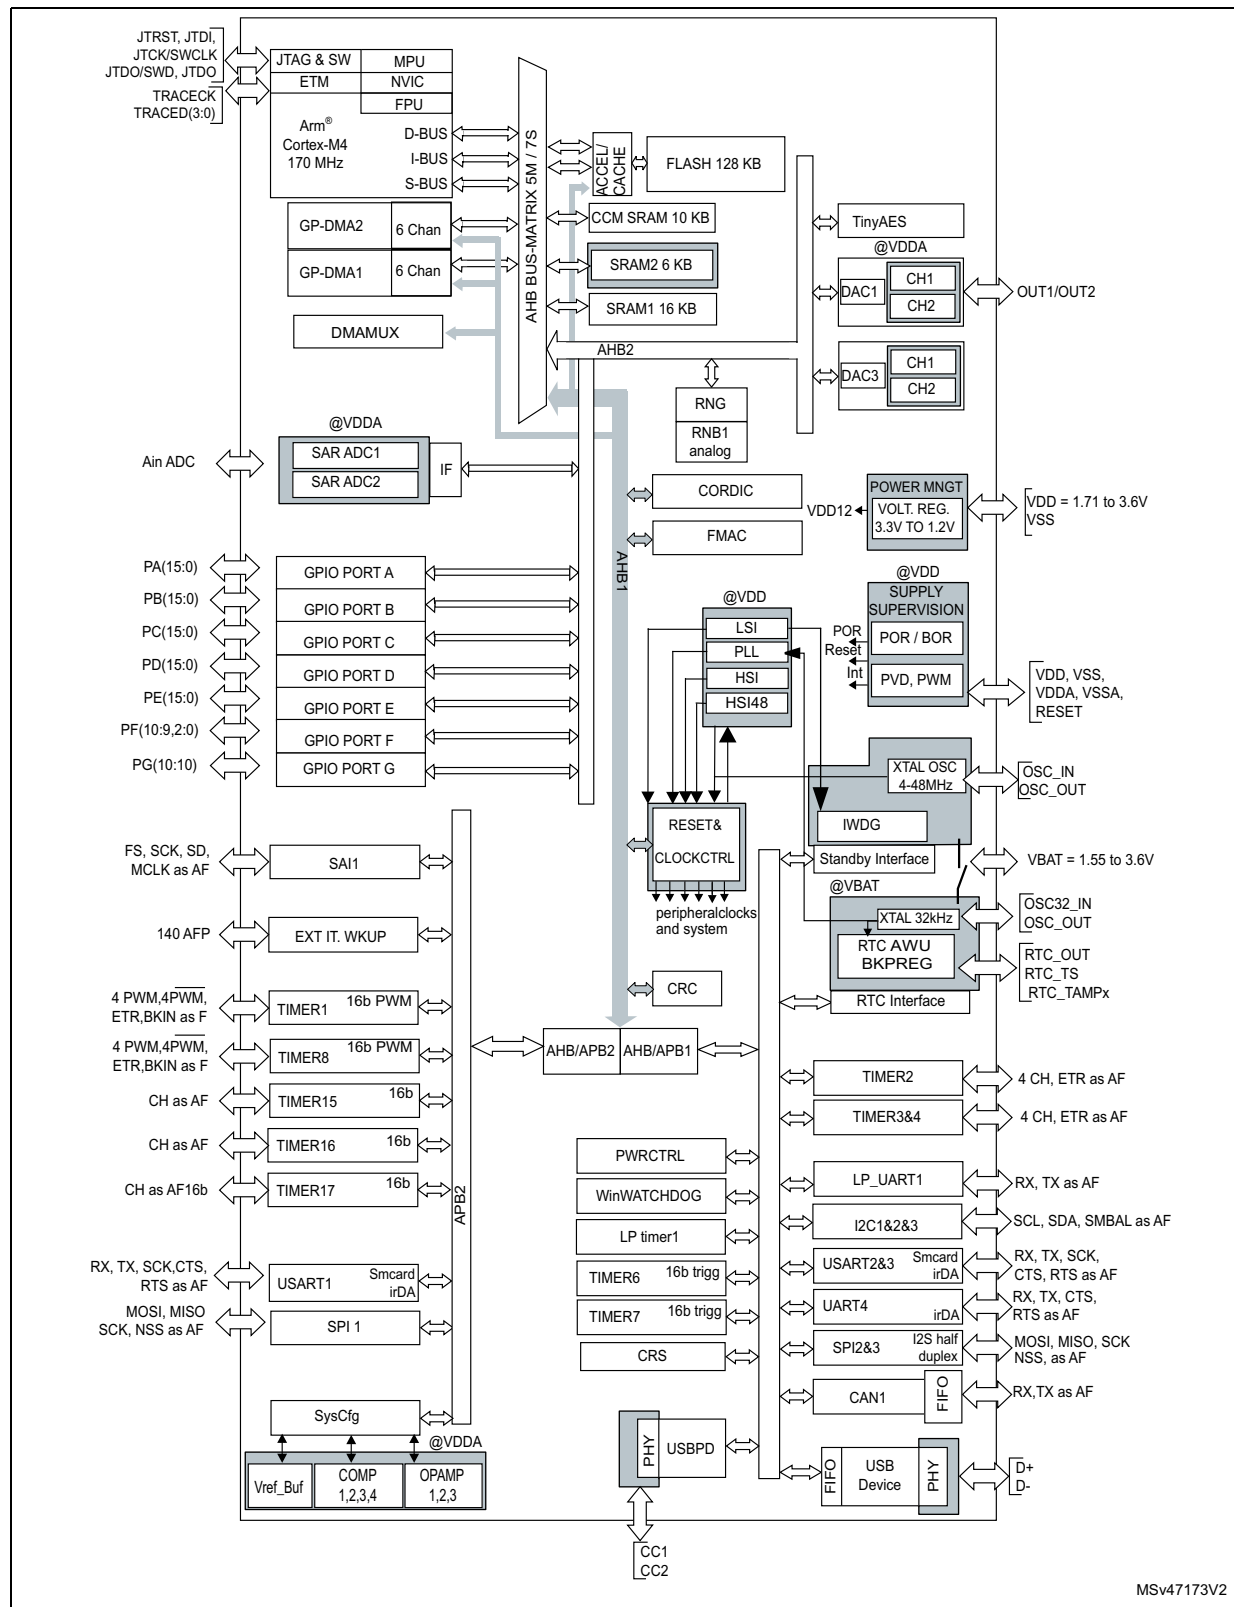 JTRST, JTDI,
JTCK/SWCLK
JTDO/SWD, JTDO
TRACECK
TRACED(3:0)
JTAG & SW
MPU
ETM
NVIC
FPU
Arm®
Cortex-M4
170 MHz
D-BUS
I-BUS
S-BUS
GP-DMA2
6 Chan
GP-DMA1
6 Chan
DMAMUX
AHB BUS-MATRIX 5M / 7S
ACCEL/
CACHE
FLASH 128 KB
CCM SRAM 10 KB
SRAM2 6 KB
SRAM1 16 KB
AHB2
RNG
RNB1
analog
TinyAES
@VDDA
DAC1
CH1
CH2
OUT1/OUT2
DAC3
CH1
CH2
@VDDA
Ain ADC
SAR ADC1
SAR ADC2
IF
CORDIC
FMAC
AHB1
POWER MNGT
VDD12
VOLT. REG.
3.3V TO 1.2V
VDD = 1.71 to 3.6V
VSS
PA(15:0)
GPIO PORT A
PB(15:0)
GPIO PORT B
PC(15:0)
GPIO PORT C
PD(15:0)
GPIO PORT D
PE(15:0)
GPIO PORT E
PF(10:9,2:0)
GPIO PORT F
PG(10:10)
GPIO PORT G
@VDD
LSI
PLL
HSI
HSI48
@VDD
SUPPLY
SUPERVISION
POR / BOR
PVD, PWM
POR
Reset
Int
VDD, VSS,
VDDA, VSSA,
RESET
XTAL OSC
4-48MHz
OSC_IN
OSC_OUT
IWDG
Standby Interface
VBAT = 1.55 to 3.6V
RESET&
CLOCKCTRL
peripheralclocks
and system
@VBAT
XTAL 32kHz
OSC32_IN
OSC_OUT
RTC AWU
BKPREG
RTC_OUT
RTC_TS
RTC_TAMPx
RTC Interface
CRC
AHB/APB2
AHB/APB1
FS, SCK, SD,
MCLK as AF
SAI1
140 AFP
EXT IT. WKUP
4 PWM,4PWM,
ETR,BKIN as F
TIMER1
16b PWM
4 PWM,4PWM,
ETR,BKIN as F
TIMER8
16b PWM
CH as AF
TIMER15
16b
CH as AF
TIMER16
16b
CH as AF16b
TIMER17
16b
APB2
RX, TX, SCK,CTS,
RTS as AF
USART1
Smcard
irDA
MOSI, MISO
SCK, NSS as AF
SPI 1
SysCfg
@VDDA
Vref_Buf
COMP
1,2,3,4
OPAMP
1,2,3
PWRCTRL
WinWATCHDOG
LP timer1
TIMER6
16b trigg
TIMER7
16b trigg
CRS
PHY
USBPD
CC1
CC2
TIMER2
4 CH, ETR as AF
TIMER3&4
4 CH, ETR as AF
LP_UART1
RX, TX as AF
I2C1&2&3
SCL, SDA, SMBAL as AF
USART2&3
Smcard
irDA
RX, TX, SCK,
CTS, RTS as AF
UART4
irDA
RX, TX, CTS,
RTS as AF
SPI2&3
I2S half
duplex
MOSI, MISO, SCK
NSS, as AF
CAN1
FIFO
RX,TX as AF
FIFO
USB
Device
PHY
D+
D-
MSv47173V2